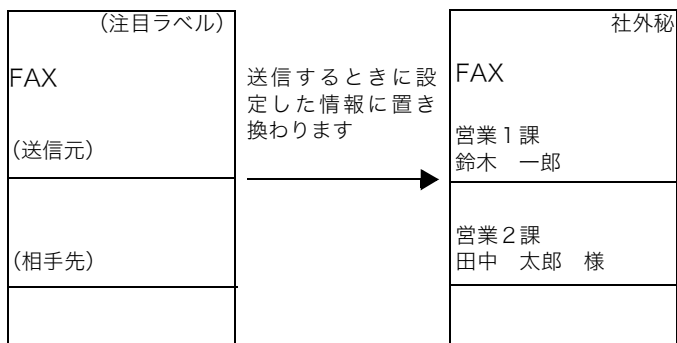 (注目ラベル)
FAX
(送信元)
(相手先)
送信するときに設
定した情報に置き
換わります
社外秘
FAX
営業1課
鈴木　一郎
営業2課
田中　太郎　様